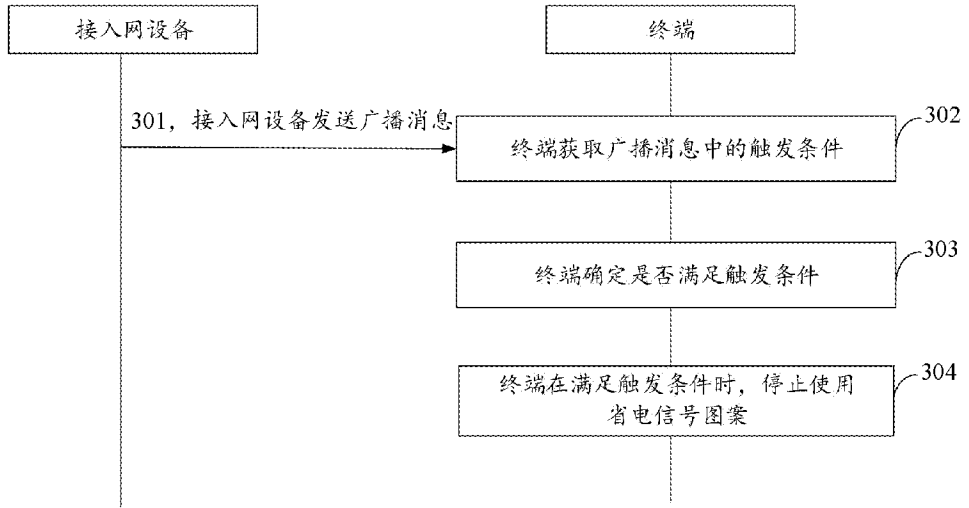 接入网设备
终端
301，接入网设备发送广播消息
终端获取广播消息中的触发条件
302
终端确定是否满足触发条件
303
终端在满足触发条件时，停止使用
省电信号图案
304